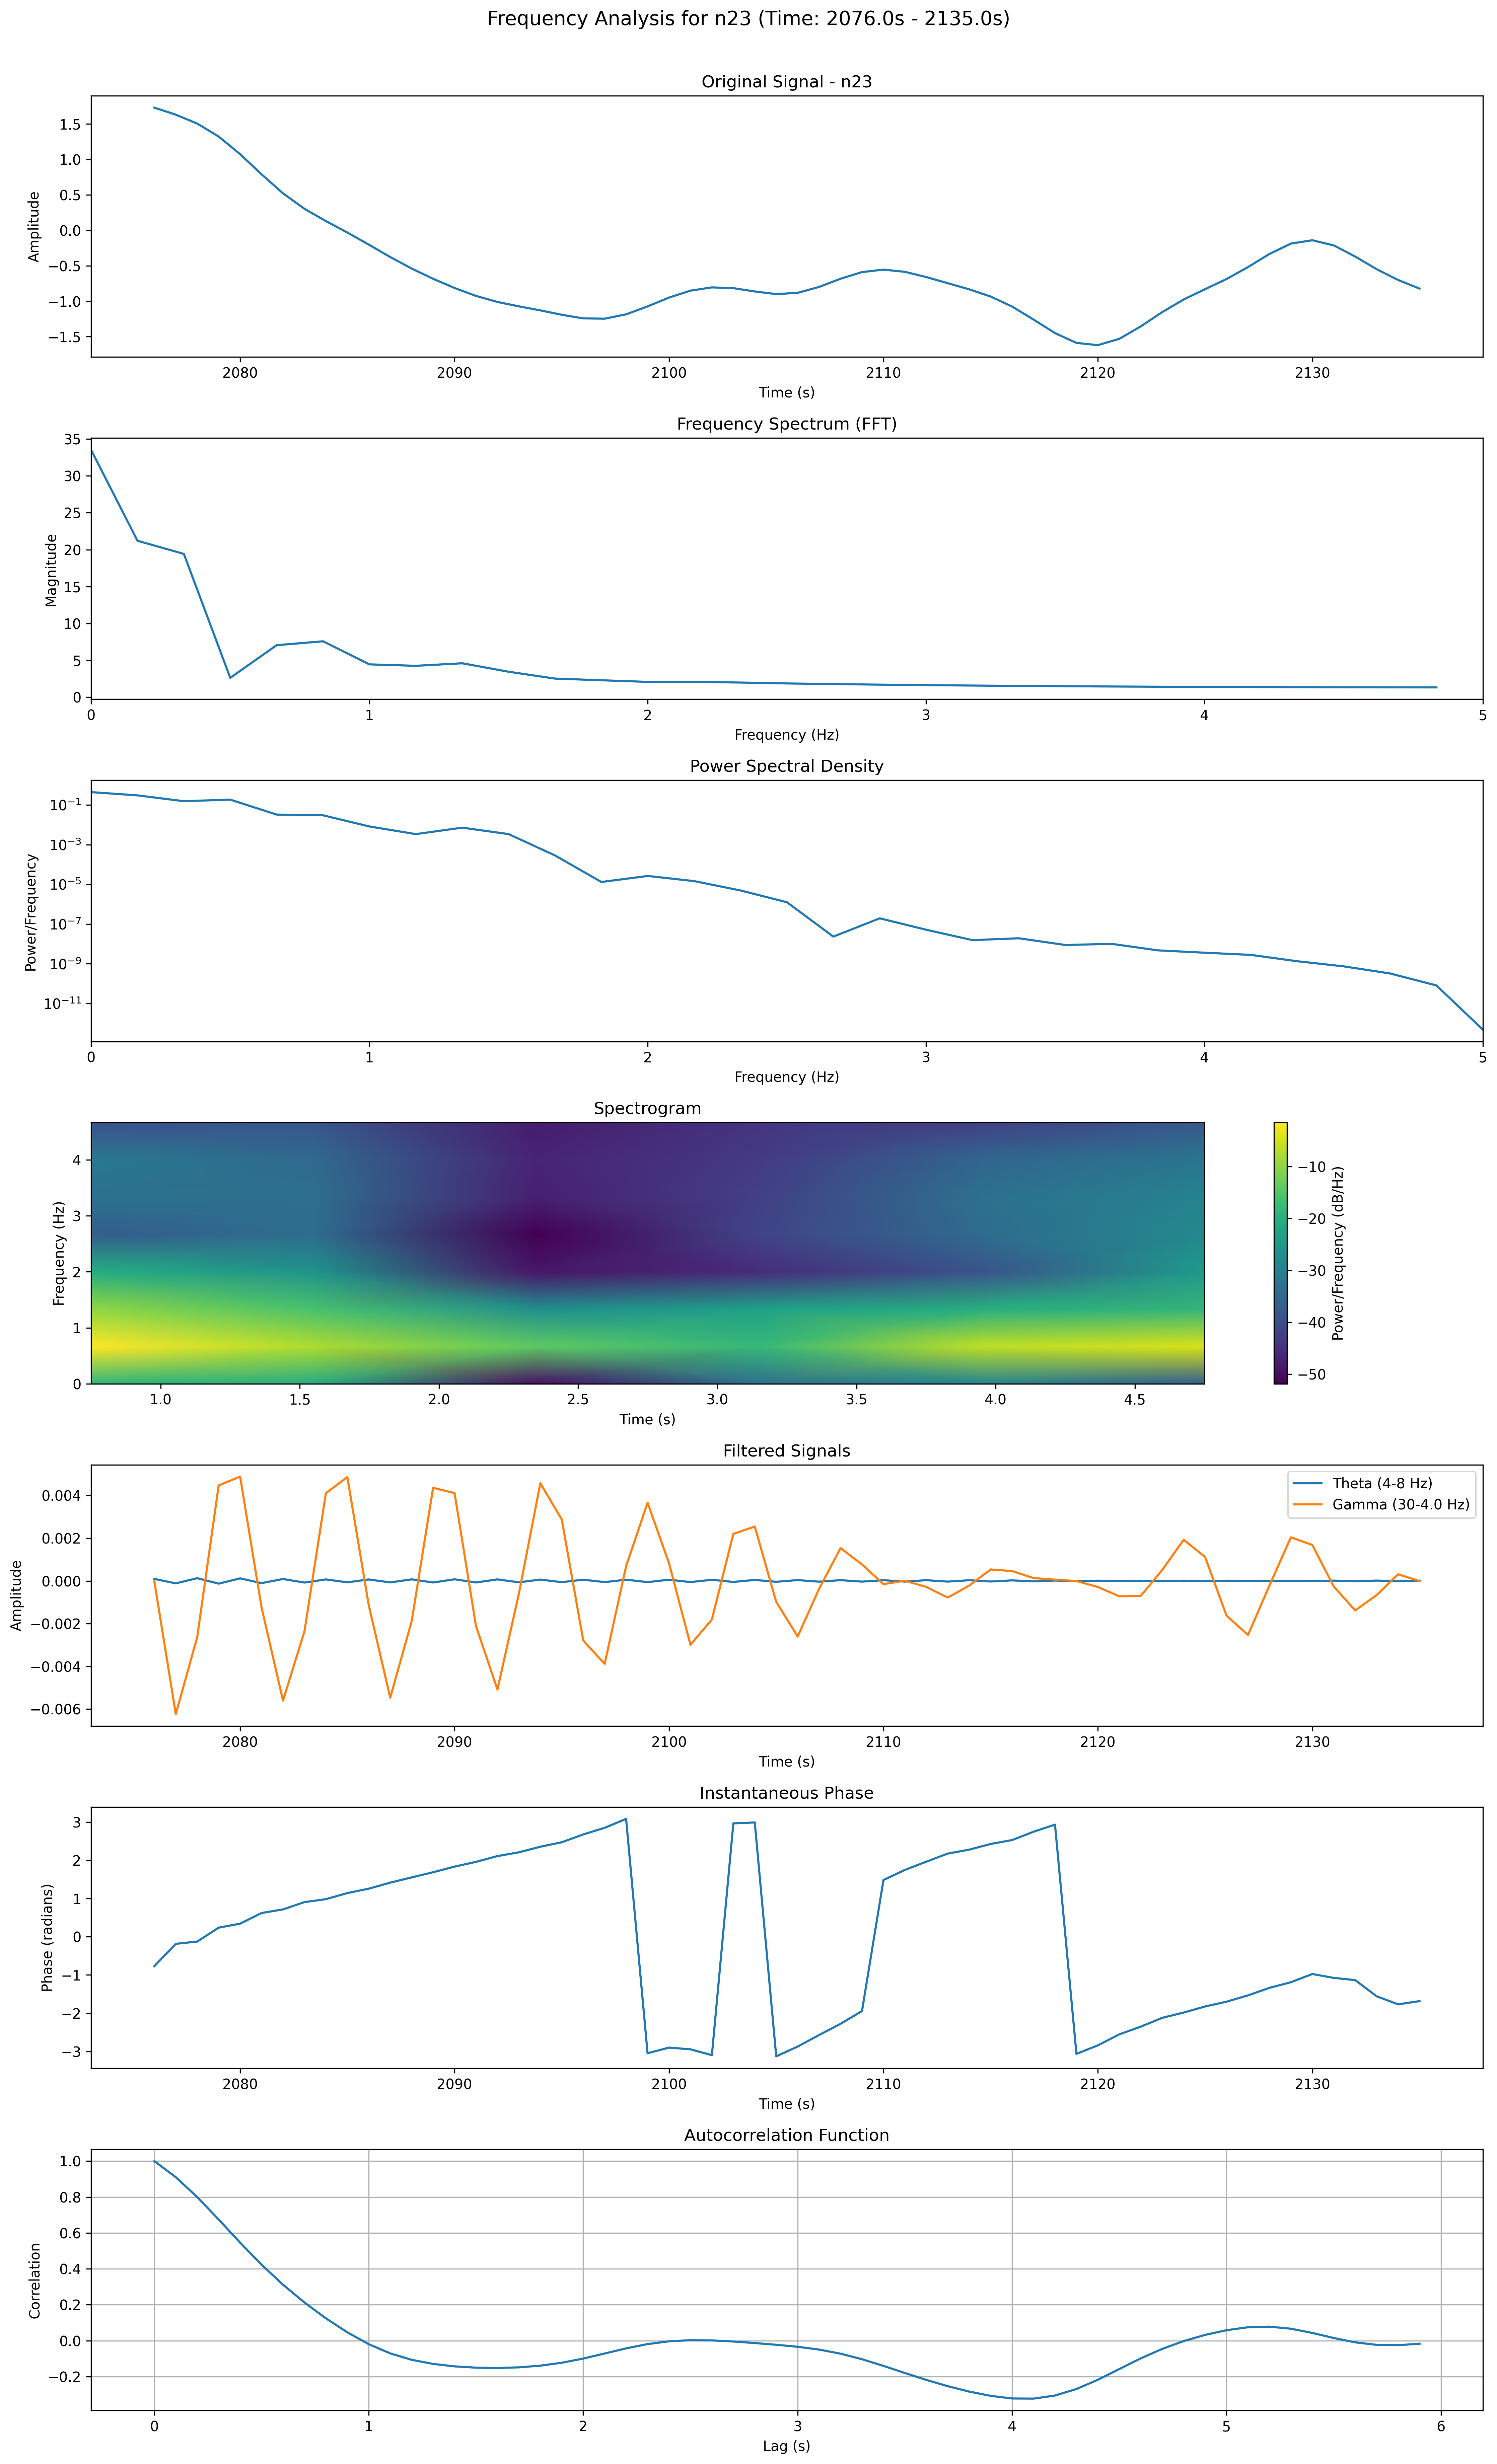 Frequency Analysis for n23 (Time: 2076.0s - 2135.0s)
Original Signal - n23
Amplitude
1.5
1.0
0.5
0.0
−0.5
−1.0
−1.5
2080 2090 2100 2110 2120 2130
Time (s)
Frequency Spectrum (FFT)
Magnitude
35
30
25
20
15
10
5
0
0 1 2 3 4 5
Frequency (Hz)
Power Spectral Density
Power/Frequency
10⁻¹
10⁻³
10⁻⁵
10⁻⁷
10⁻⁹
10⁻¹¹
0 1 2 3 4 5
Frequency (Hz)
Spectrogram
Frequency (Hz)
4
3
2
1
0
1.0 1.5 2.0 2.5 3.0 3.5 4.0 4.5
Time (s)
−10
−20
−30
−40
−50
Power/Frequency (dB/Hz)
Filtered Signals
Theta (4-8 Hz)
Gamma (30-4.0 Hz)
Amplitude
0.004
0.002
0.000
−0.002
−0.004
−0.006
2080 2090 2100 2110 2120 2130
Time (s)
Instantaneous Phase
Phase (radians)
3
2
1
0
−1
−2
−3
2080 2090 2100 2110 2120 2130
Time (s)
Autocorrelation Function
Correlation
1.0
0.8
0.6
0.4
0.2
0.0
−0.2
0 1 2 3 4 5 6
Lag (s)